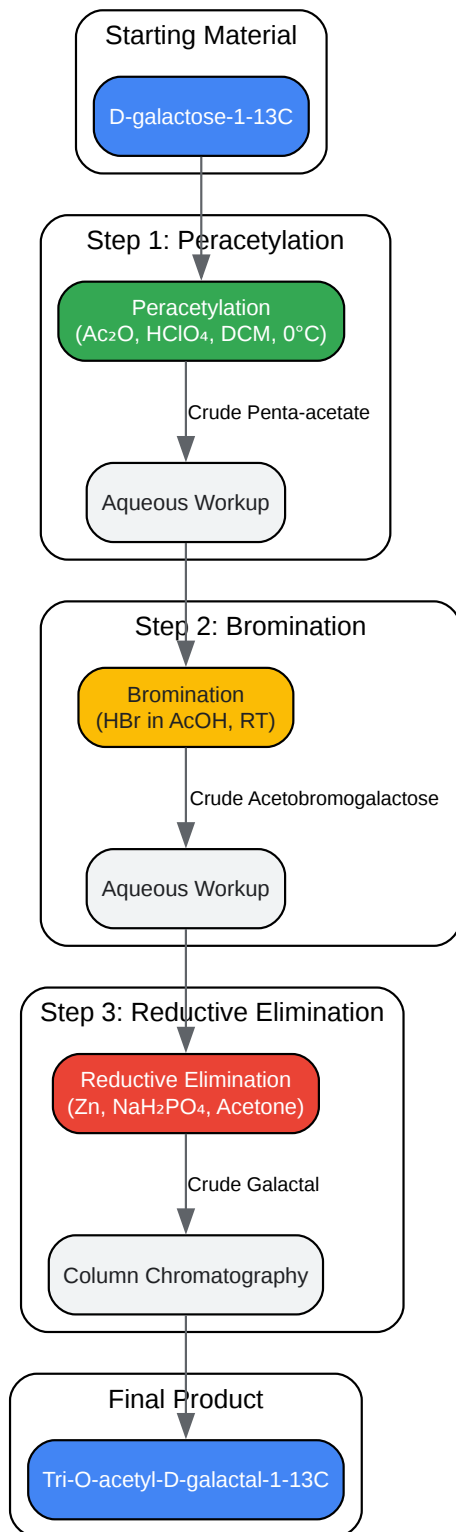 Starting Material
D-galactose-1-13C
Step 1: Peracetylation
Peracetylation
(Ac₂O, HClO₄, DCM, 0°C)
Crude Penta-acetate
Aqueous Workup
Step 2: Bromination
Bromination
(HBr in AcOH, RT)
Crude Acetobromogalactose
Aqueous Workup
Step 3: Reductive Elimination
Reductive Elimination
(Zn, NaH₂PO₄, Acetone)
Crude Galactal
Column Chromatography
Final Product
Tri-O-acetyl-D-galactal-1-13C